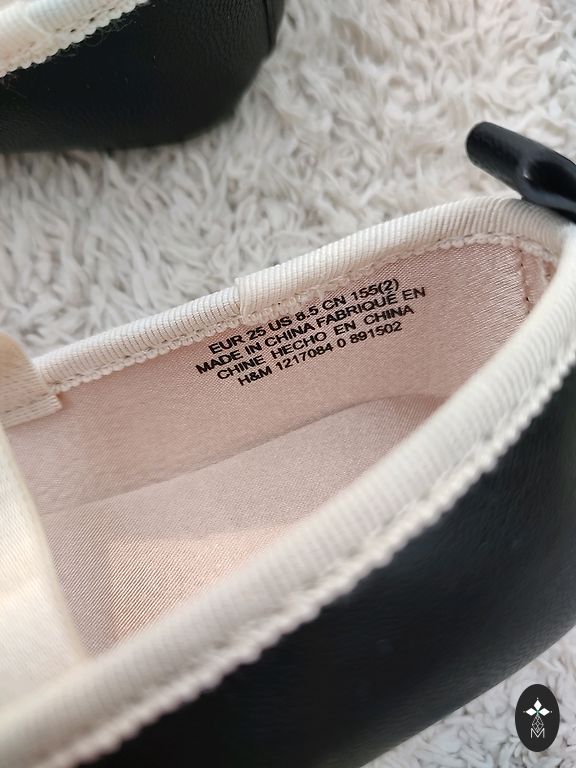 EUR 25 US 8.5 CN 155(2)
MADE IN CHINA FABRIQUÉ EN
CHINE HECHO EN CHINA
H&M 1217084 0 891502
M